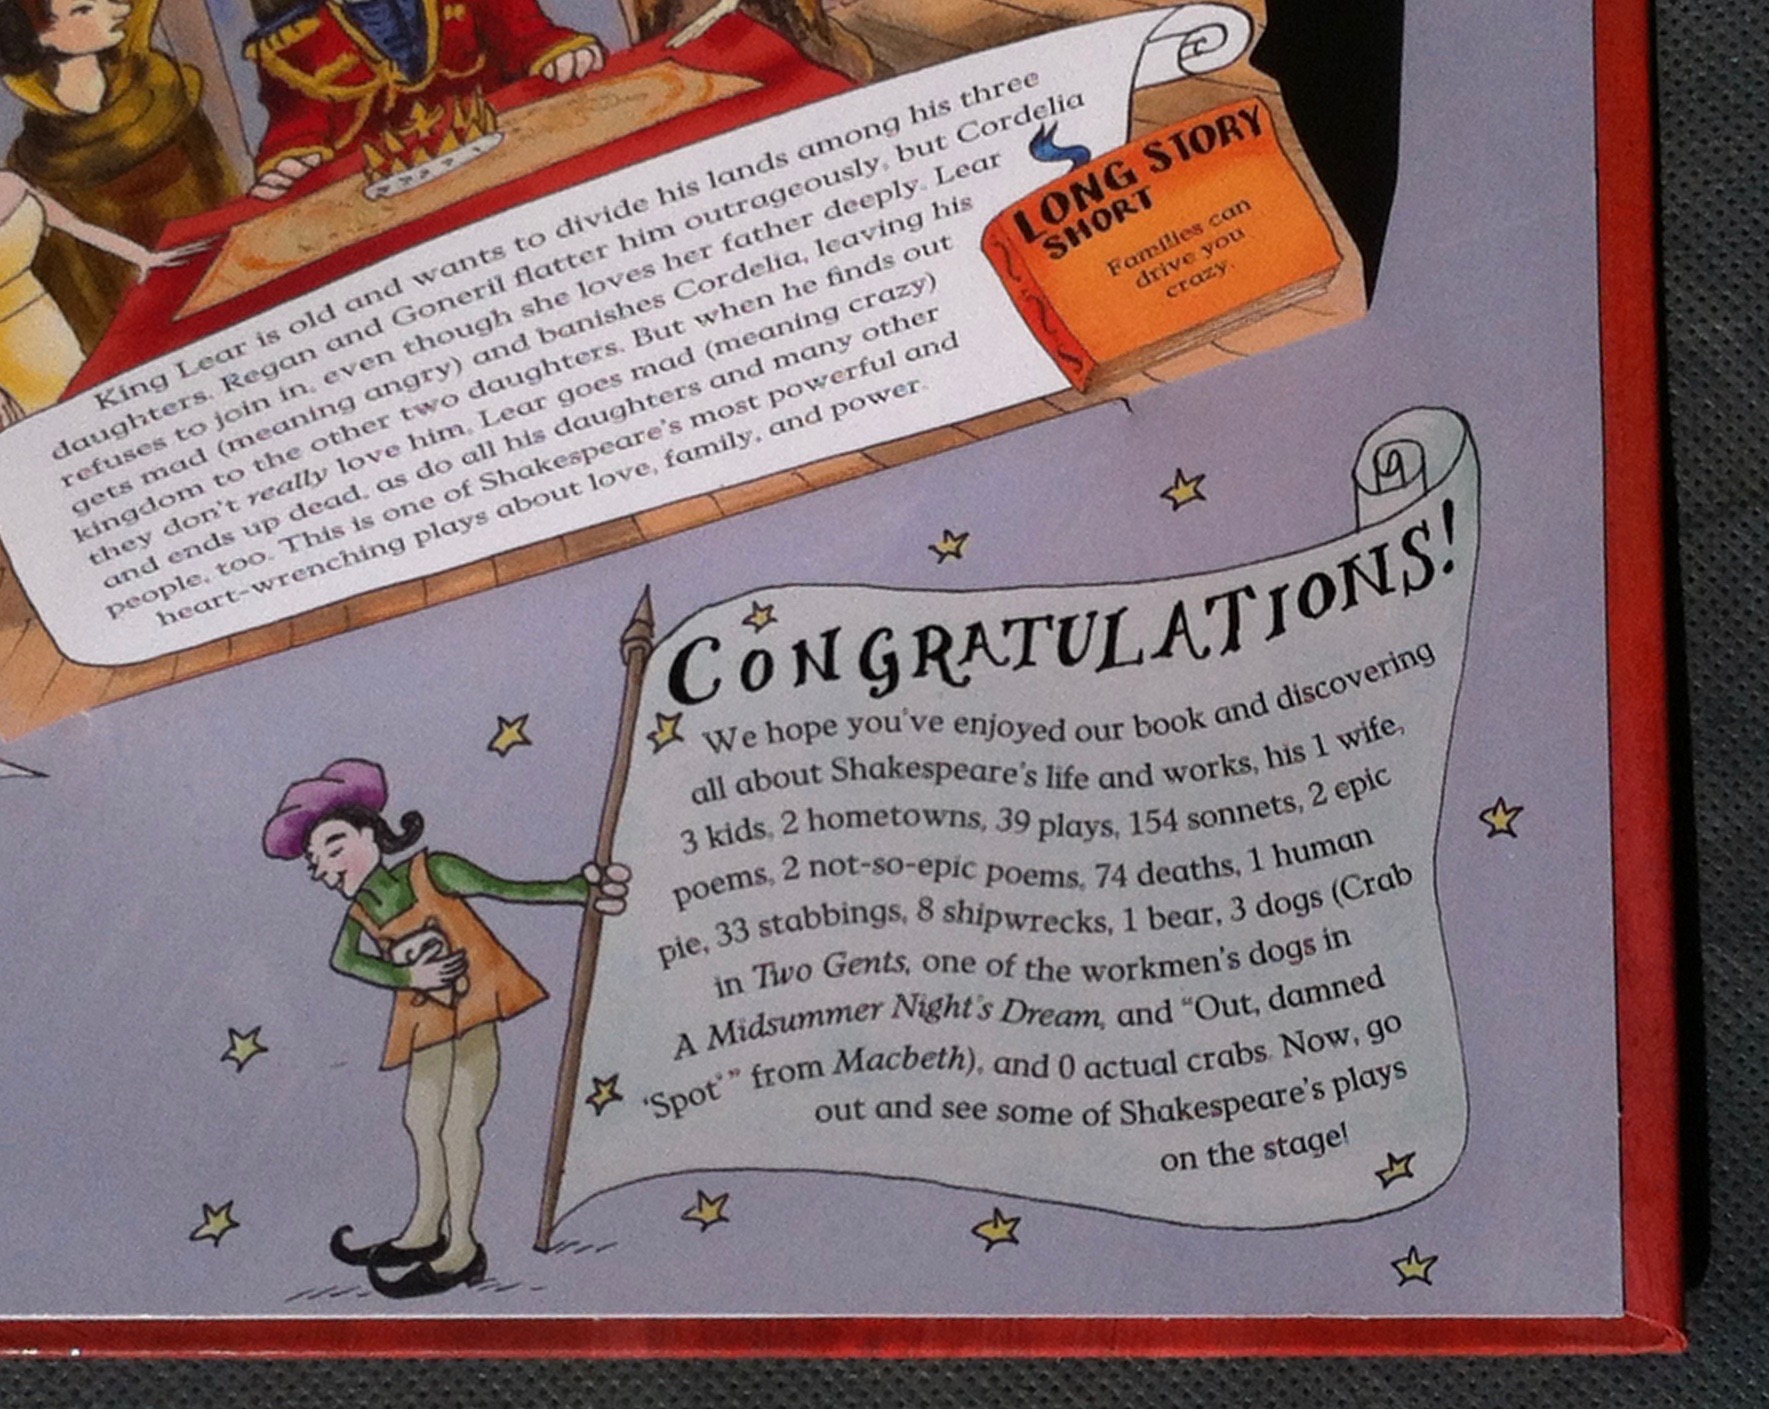 King Lear is old and wants to divide his lands among his three
daughters. Regan and Goneril flatter him outrageously, but Cordelia
refuses to join in, even though she loves her father deeply. Lear
gets mad (meaning angry) and banishes Cordelia, leaving his
kingdom to the other two daughters. But when he finds out
they don't really love him, Lear goes mad (meaning crazy)
and ends up dead, as do all his daughters and many other
people, too. This is one of Shakespeare's most powerful and
heart-wrenching plays about love, family, and power.
LONG STORY
SHORT
Families can
drive you
crazy.
CONGRATULATIONS!
We hope you've enjoyed our book and discovering
all about Shakespeare's life and works, his 1 wife,
3 kids, 2 hometowns, 39 plays, 154 sonnets, 2 epic
poems, 2 not-so-epic poems, 74 deaths, 1 human
pie, 33 stabbings, 8 shipwrecks, 1 bear, 3 dogs (Crab
in Two Gents, one of the workmen's dogs in
A Midsummer Night's Dream, and “Out, damned
‘Spot’” from Macbeth), and 0 actual crabs. Now, go
out and see some of Shakespeare's plays
on the stage!